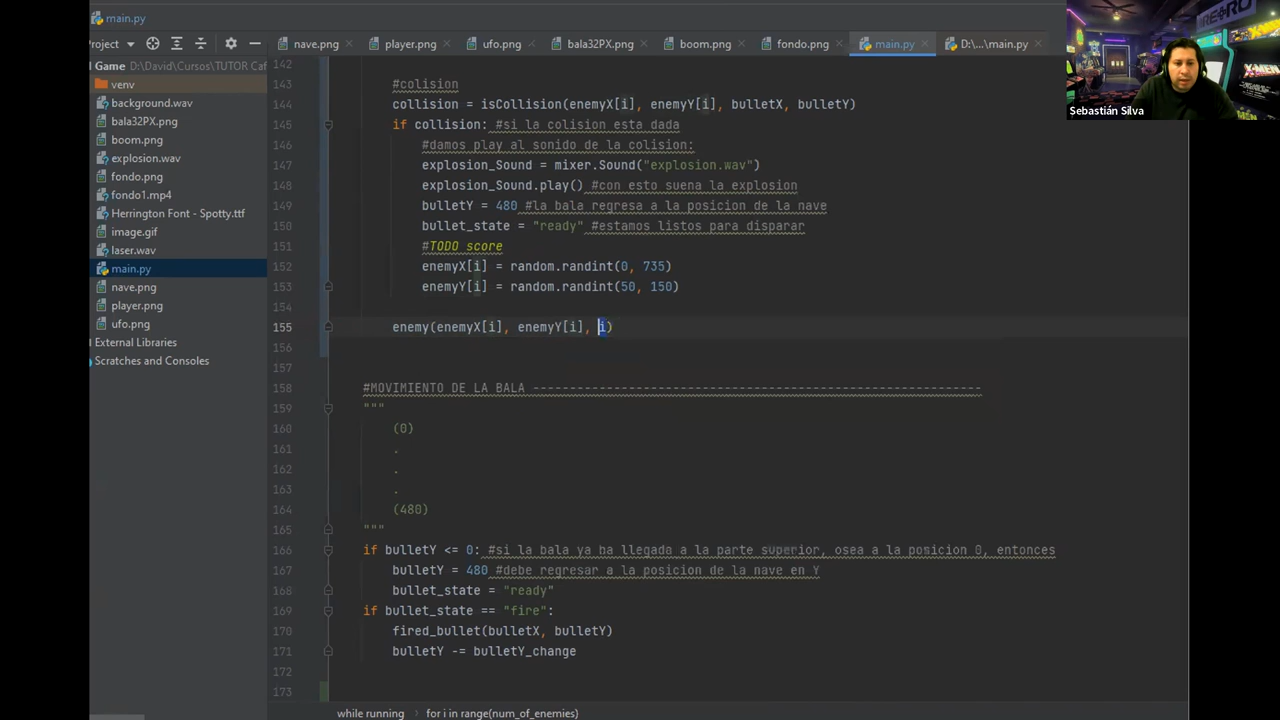 main.py
Project
nave.png
player.png
ufo.png
bala32PX.png
boom.png
fondo.png
main.py
D:\...\main.py
RETRO
X-MEN
Sebastián Silva
Game D:\David\Cursos\TUTOR Caf
venv
background.wav
bala32PX.png
boom.png
explosion.wav
fondo.png
fondo1.mp4
Herrington Font - Spotty.ttf
image.gif
laser.wav
main.py
nave.png
player.png
ufo.png
External Libraries
Scratches and Consoles
142
143 #colision
144 collision = isCollision(enemyX[i], enemyY[i], bulletX, bulletY)
145 if collision: #si la colision esta dada
146 #damos play al sonido de la colision:
147 explosion_Sound = mixer.Sound("explosion.wav")
148 explosion_Sound.play() #con esto suena la explosion
149 bulletY = 480 #la bala regresa a la posicion de la nave
150 bullet_state = "ready" #estamos listos para disparar
151 #TODO score
152 enemyX[i] = random.randint(0, 735)
153 enemyY[i] = random.randint(50, 150)
154
155 enemy(enemyX[i], enemyY[i], i)
156
157
158 #MOVIMIENTO DE LA BALA -------------------------------------------------------------
159 """
160 (0)
161 .
162 .
163 .
164 (480)
165 """
166 if bulletY <= 0: #si la bala ya ha llegada a la parte superior, osea a la posicion 0, entonces
167 bulletY = 480 #debe regresar a la posicion de la nave en Y
168 bullet_state = "ready"
169 if bullet_state == "fire":
170 fired_bullet(bulletX, bulletY)
171 bulletY -= bulletY_change
172
173
while running
for i in range(num_of_enemies)